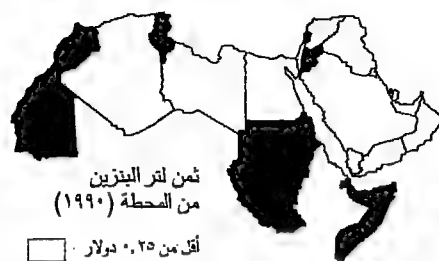 ثمن لتر البنزين
من المحطة (١٩٩٠)
أقل من ٠,٢٥ دولار